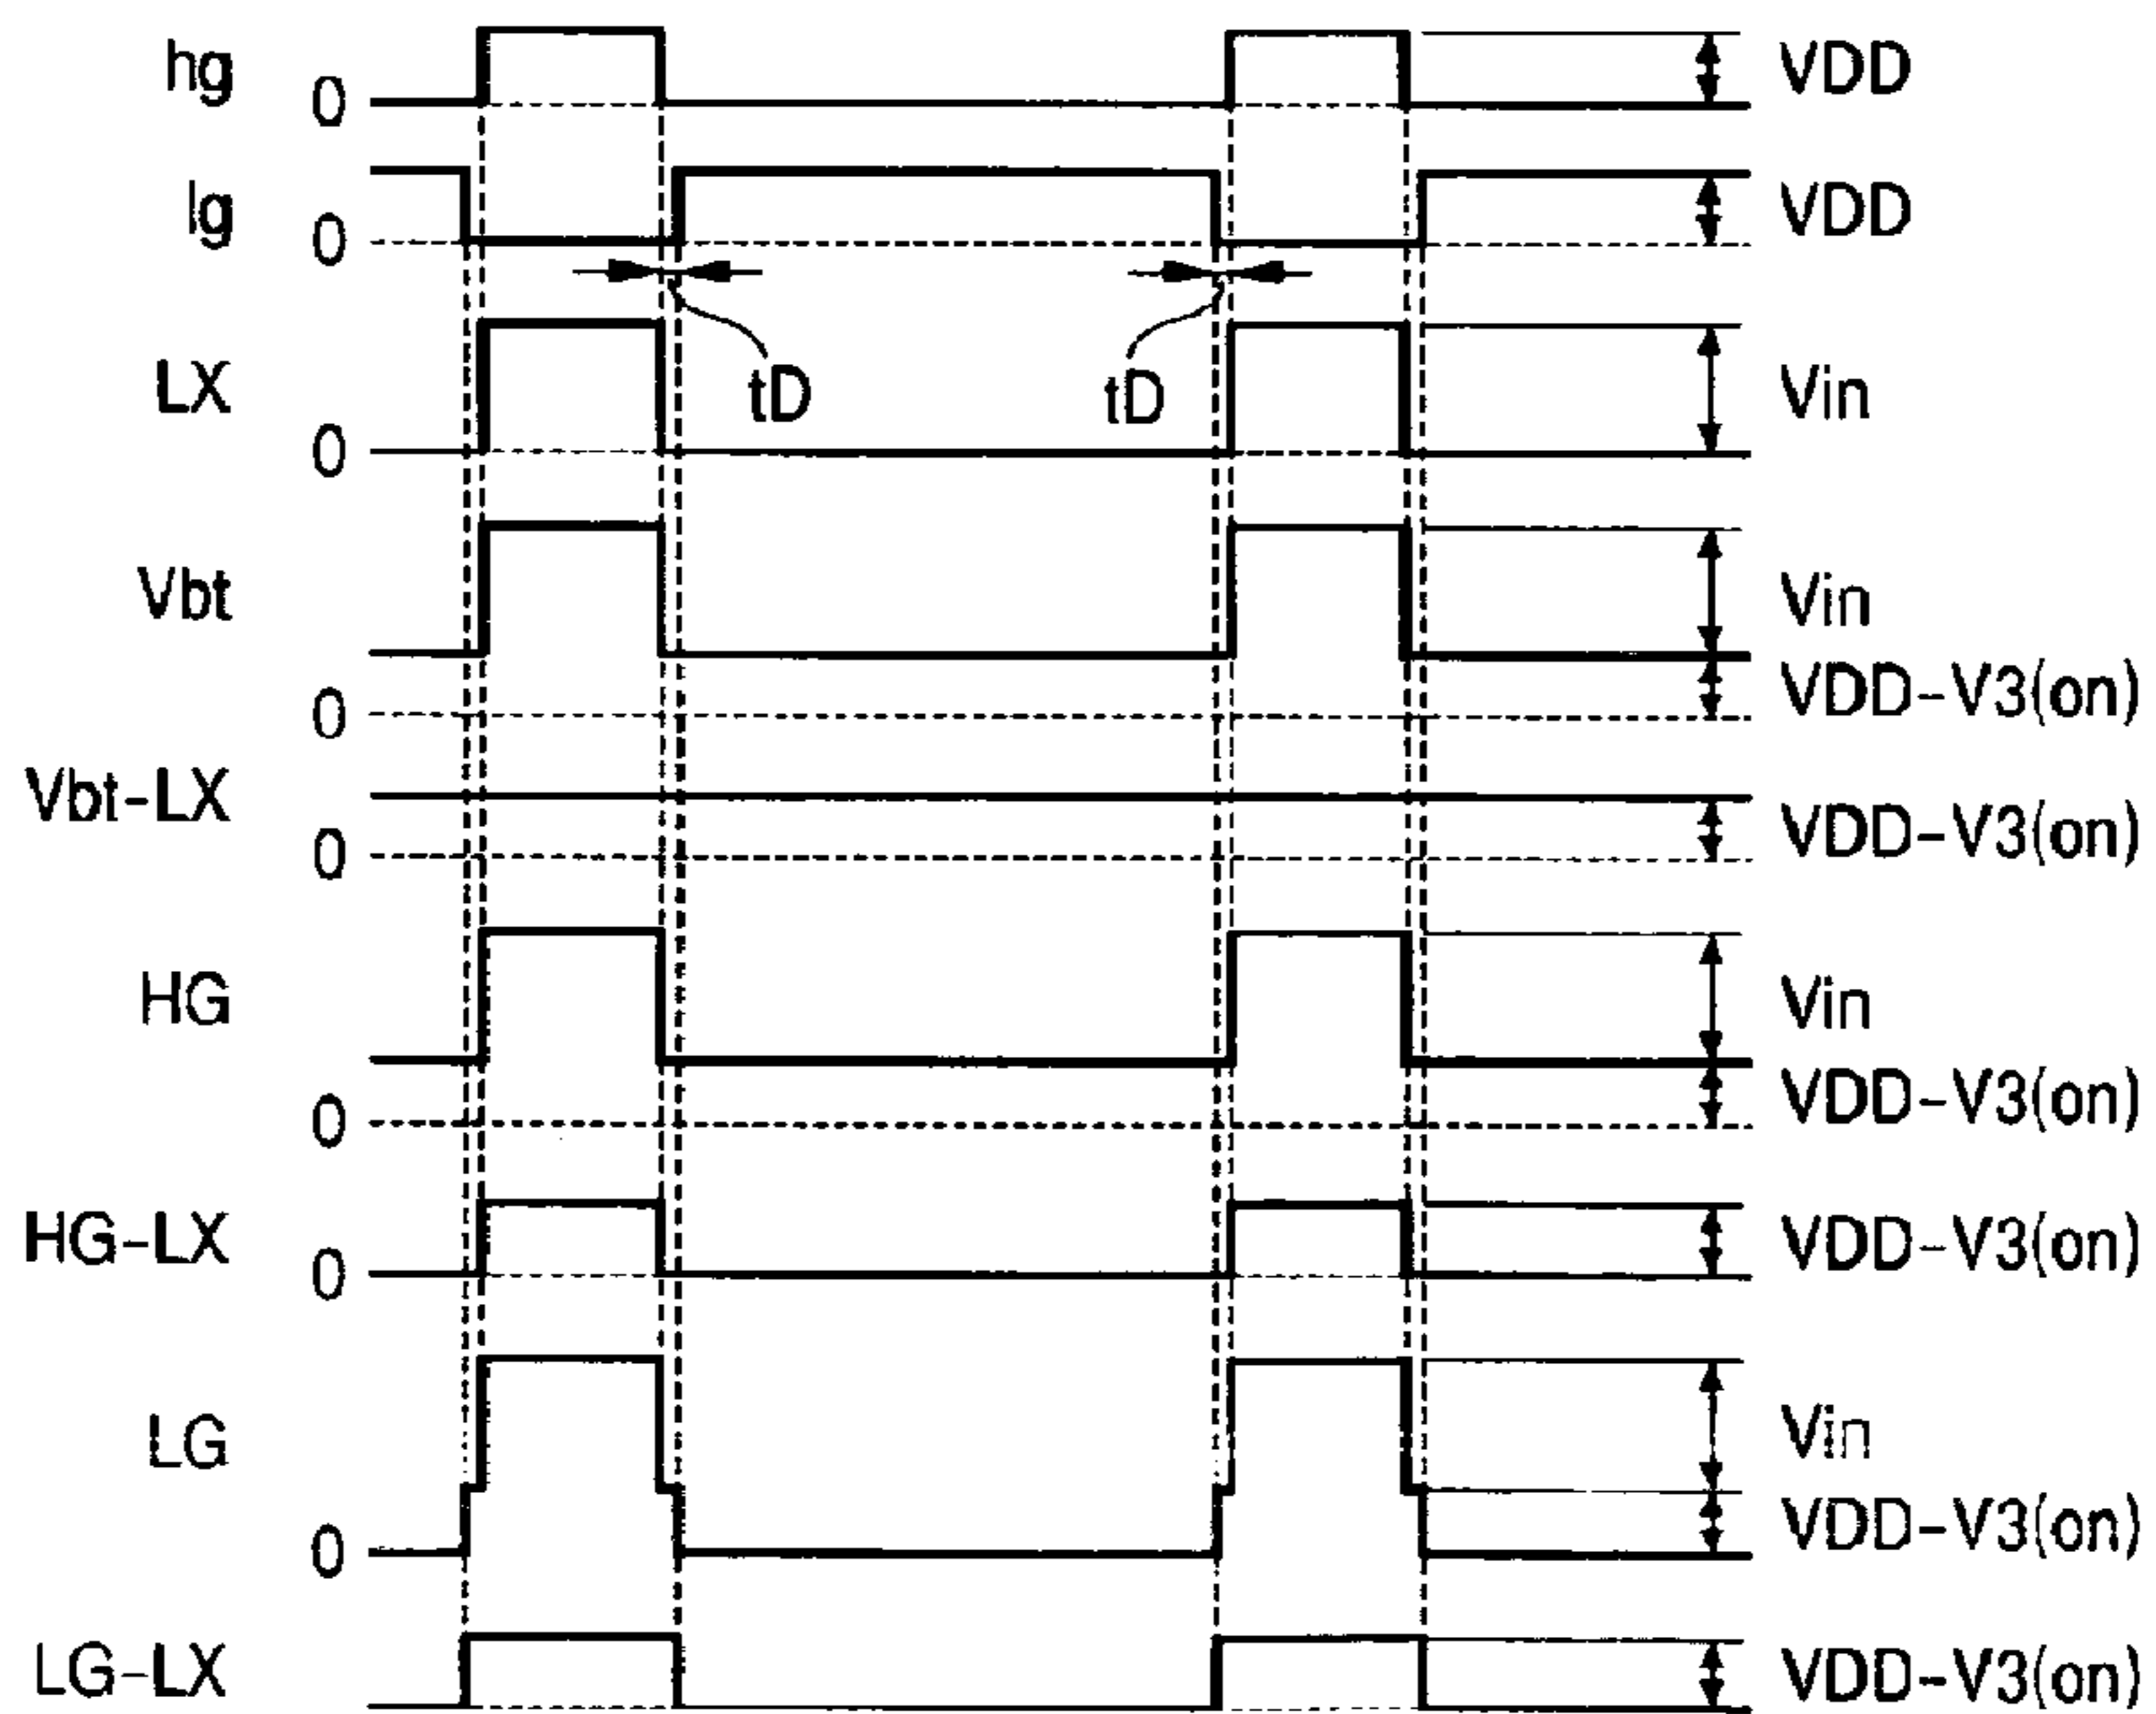 hg 0 VDD
lg 0 VDD
tD tD
LX 0 Vin
Vbt Vin
0 VDD-V3(on)
Vbt-LX
0 VDD-V3(on)
HG Vin
0 VDD-V3(on)
HG-LX 0 VDD-V3(on)
LG Vin
0 VDD-V3(on)
LG-LX VDD-V3(on)